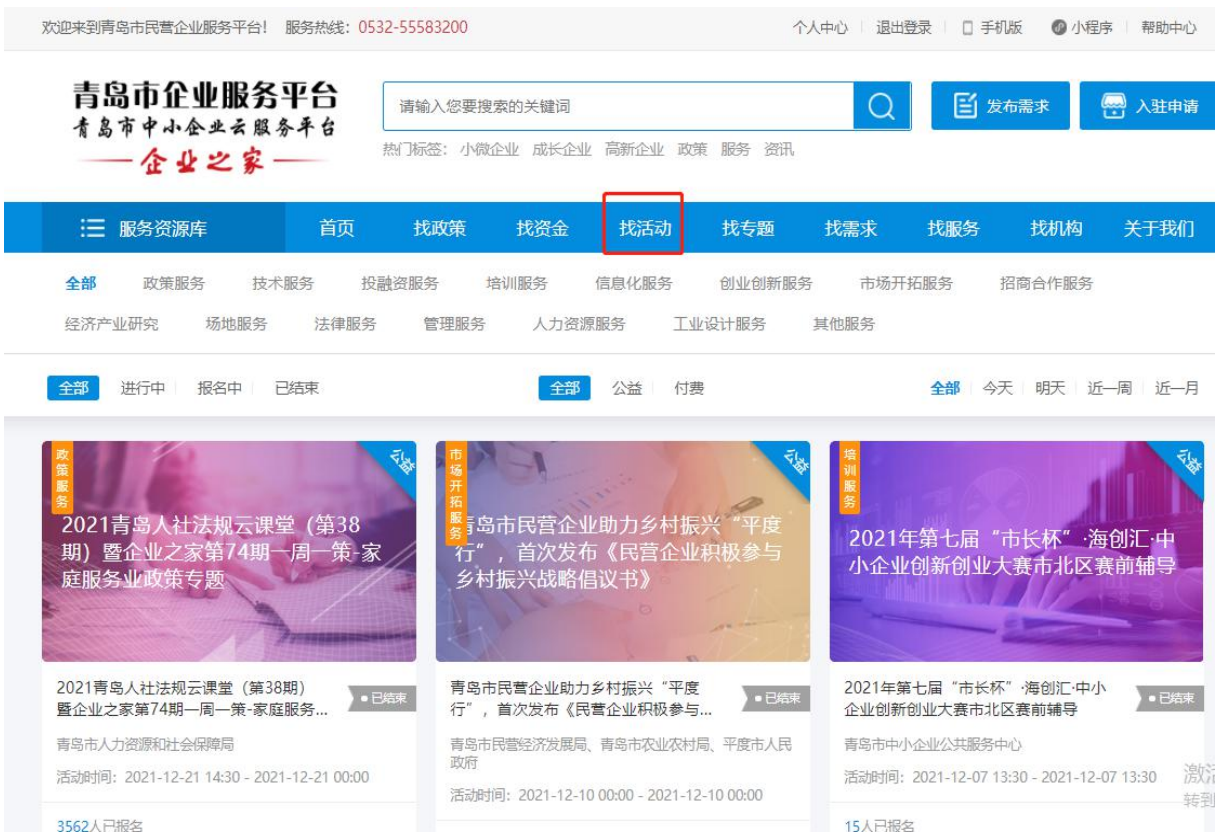 欢迎来到青岛市民营企业服务平台! 服务热线：0532-55583200 个人中心 退出登录 手机版 小程序 帮助中心
青岛市企业服务平台
青岛市中小企业云服务平台
企业之家
请输入您要搜索的关键词
发布需求 入驻申请
热门标签：小微企业 成长企业 高新企业 政策 服务 资讯
服务资源库 首页 找政策 找资金 找活动 找专题 找需求 找服务 找机构 关于我们
全部 政策服务 技术服务 投融资服务 培训服务 信息化服务 创业创新服务 市场开拓服务 招商合作服务
经济产业研究 场地服务 法律服务 管理服务 人力资源服务 工业设计服务 其他服务
全部 进行中 报名中 已结束 全部 公益 付费 全部 今天 明天 近一周 近一月
政策服务
公益
2021青岛人社法规云课堂（第38
期）暨企业之家第74期一周一策-家
庭服务业政策专题
2021青岛人社法规云课堂（第38期）
暨企业之家第74期一周一策-家庭服务...
已结束
青岛市人力资源和社会保障局
活动时间：2021-12-21 14:30 - 2021-12-21 00:00
3562人已报名
市场开拓服务
公益
青岛市民营企业助力乡村振兴“平度
行”，首次发布《民营企业积极参与
乡村振兴战略倡议书》
青岛市民营企业助力乡村振兴“平度
行”，首次发布《民营企业积极参与...
已结束
青岛市民营经济发展局、青岛市农业农村局、平度市人民
政府
活动时间：2021-12-10 00:00 - 2021-12-10 00:00
培训服务
公益
2021年第七届“市长杯”·海创汇·中
小企业创新创业大赛市北区赛前辅导
2021年第七届“市长杯”·海创汇·中小
企业创新创业大赛市北区赛前辅导
已结束
青岛市中小企业公共服务中心
活动时间：2021-12-07 13:30 - 2021-12-07 13:30
15人已报名
激活
转到